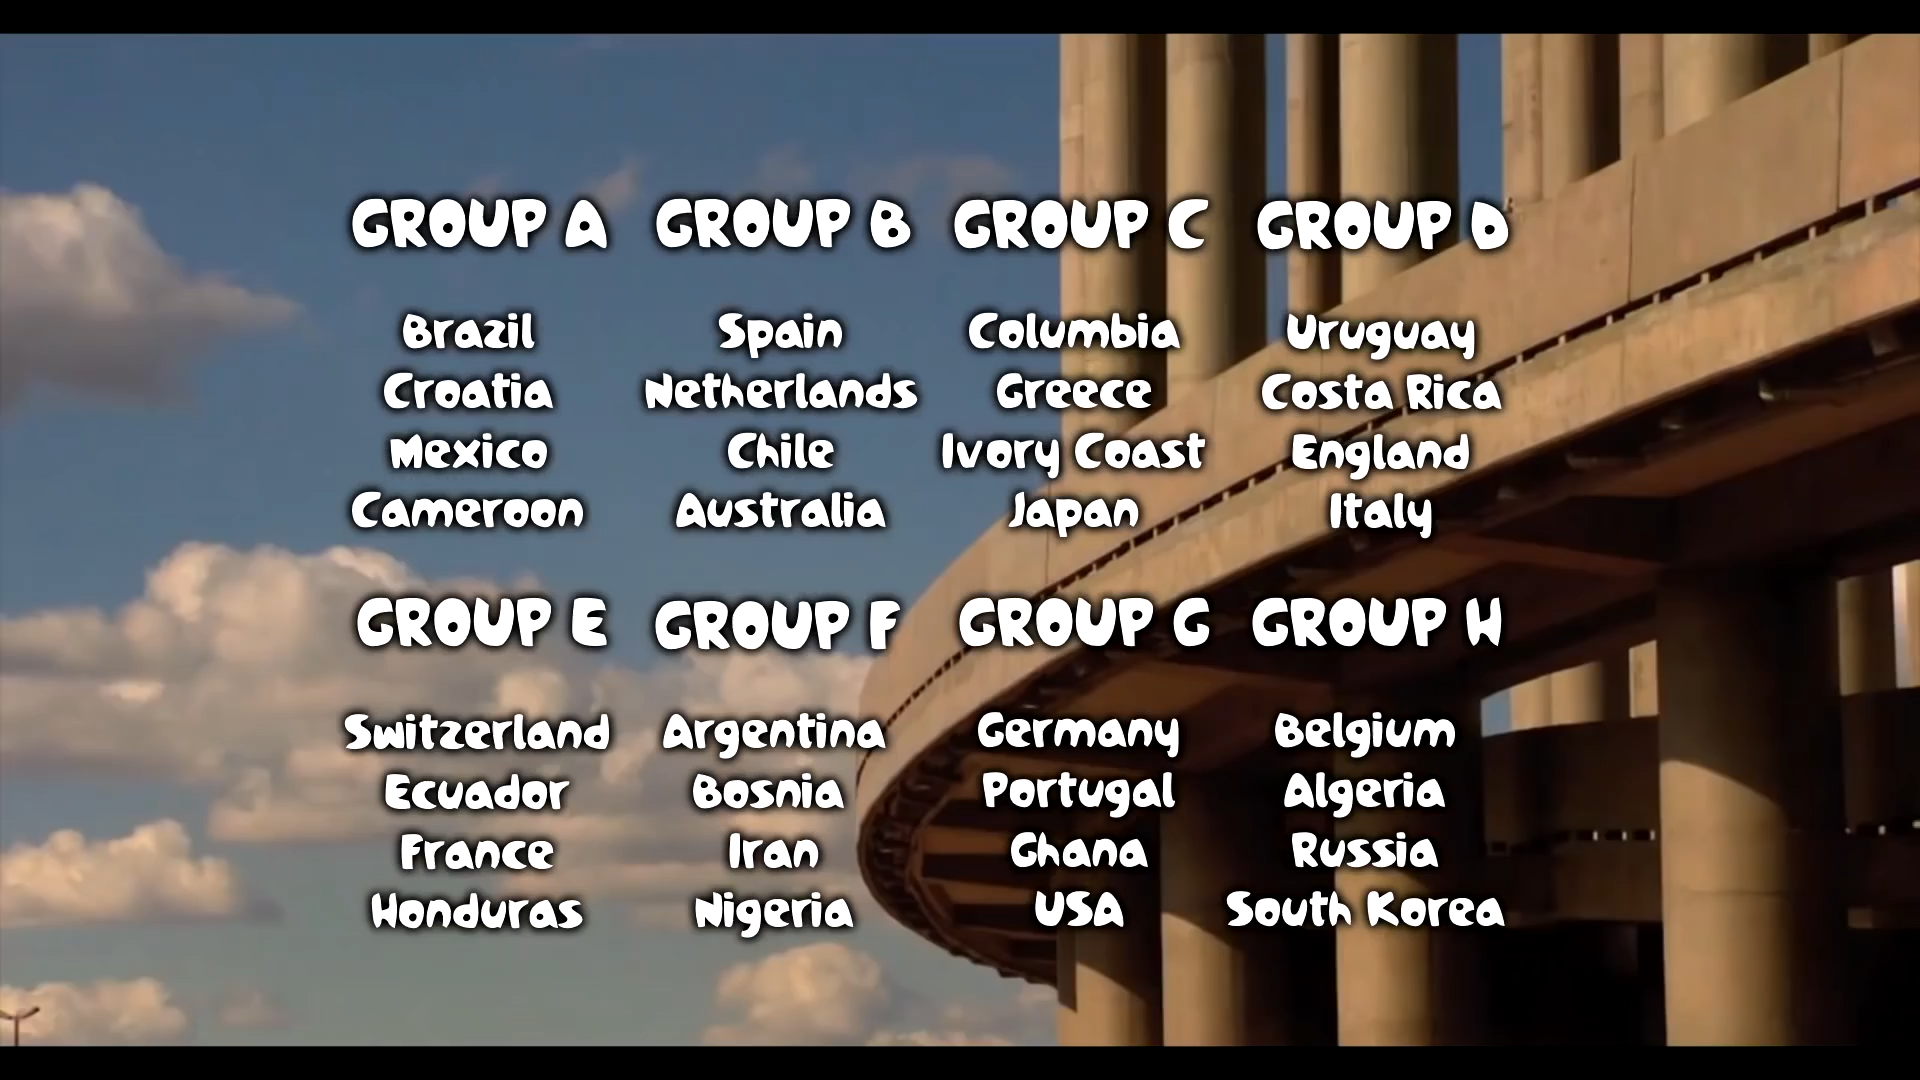 GROUP A GROUP B GROUP C GROUP D
Brazil Spain Columbia Uruguay
Croatia Netherlands Greece Costa Rica
Mexico Chile Ivory Coast England
Cameroon Australia Japan Italy
GROUP E GROUP F GROUP G GROUP H
Switzerland Argentina Germany Belgium
Ecuador Bosnia Portugal Algeria
France Iran Ghana Russia
Honduras Nigeria USA South Korea